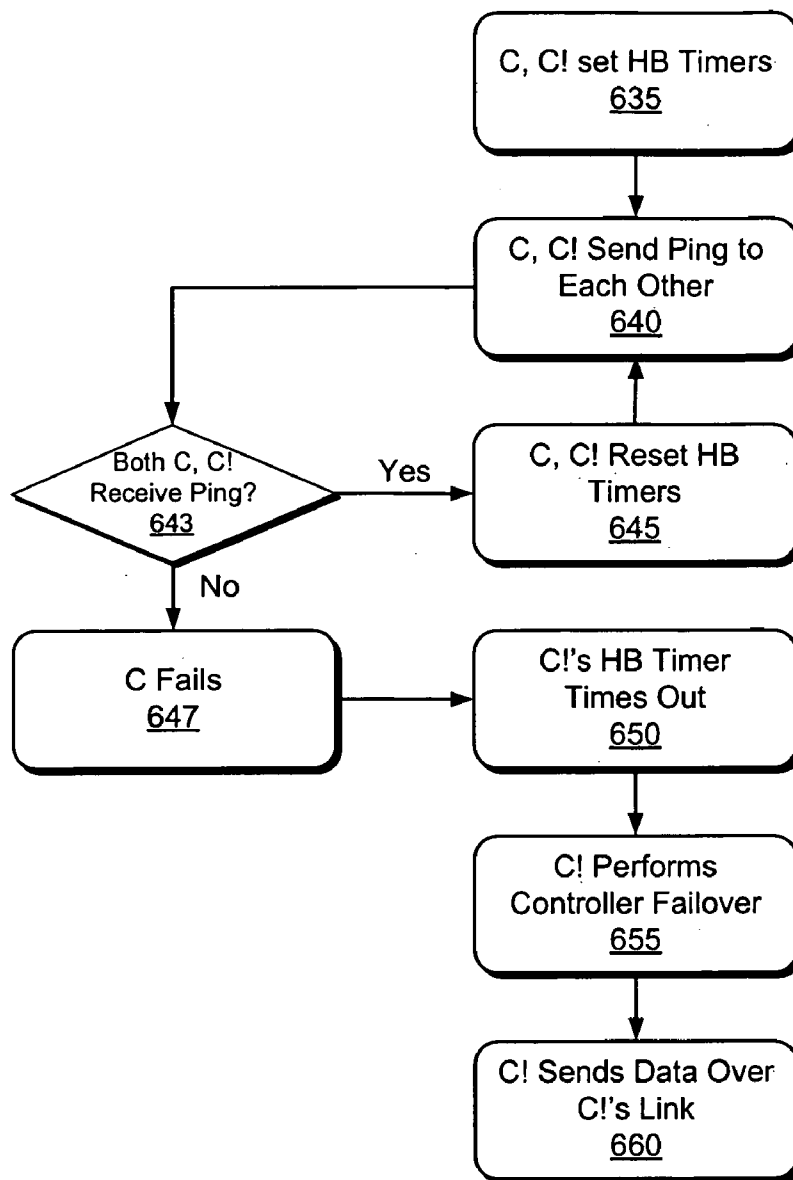 C, C! set HB Timers
635
C, C! Send Ping to
Each Other
640
Both C, C!
Receive Ping?
643
Yes
C, C! Reset HB
Timers
645
No
C Fails
647
C!'s HB Timer
Times Out
650
C! Performs
Controller Failover
655
C! Sends Data Over
C!'s Link
660